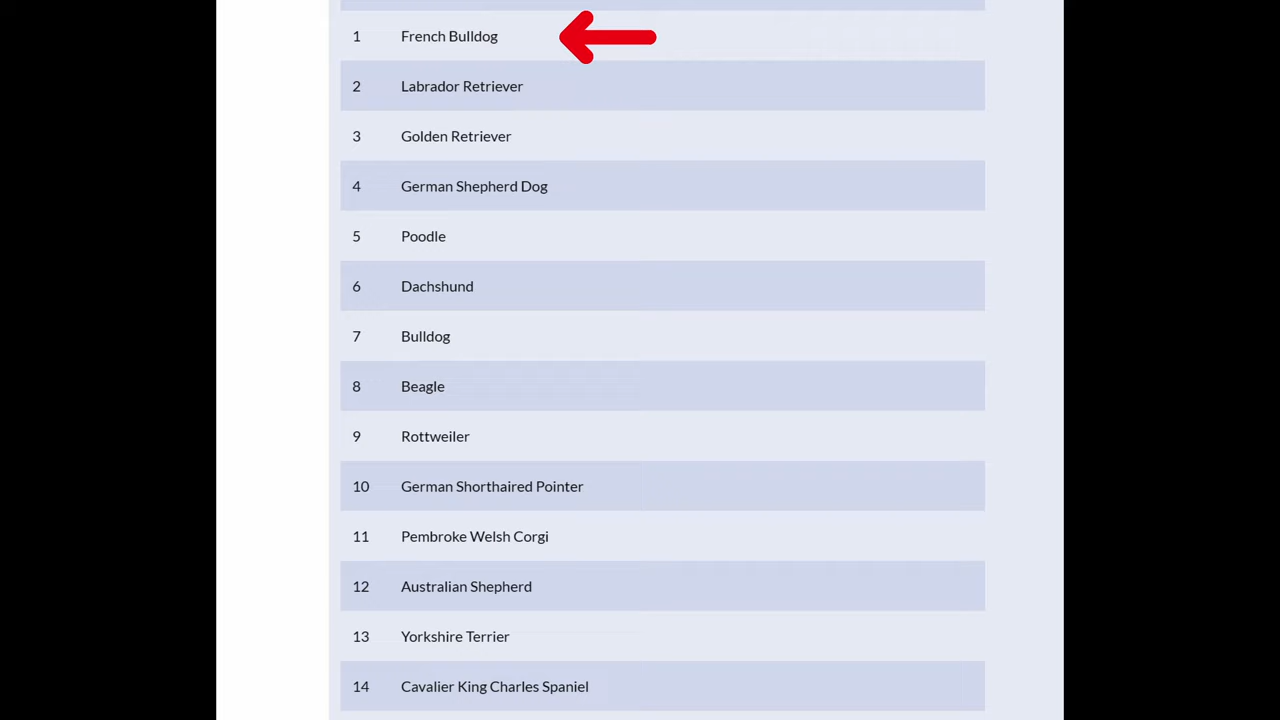 1 French Bulldog
2 Labrador Retriever
3 Golden Retriever
4 German Shepherd Dog
5 Poodle
6 Dachshund
7 Bulldog
8 Beagle
9 Rottweiler
10 German Shorthaired Pointer
11 Pembroke Welsh Corgi
12 Australian Shepherd
13 Yorkshire Terrier
14 Cavalier King Charles Spaniel